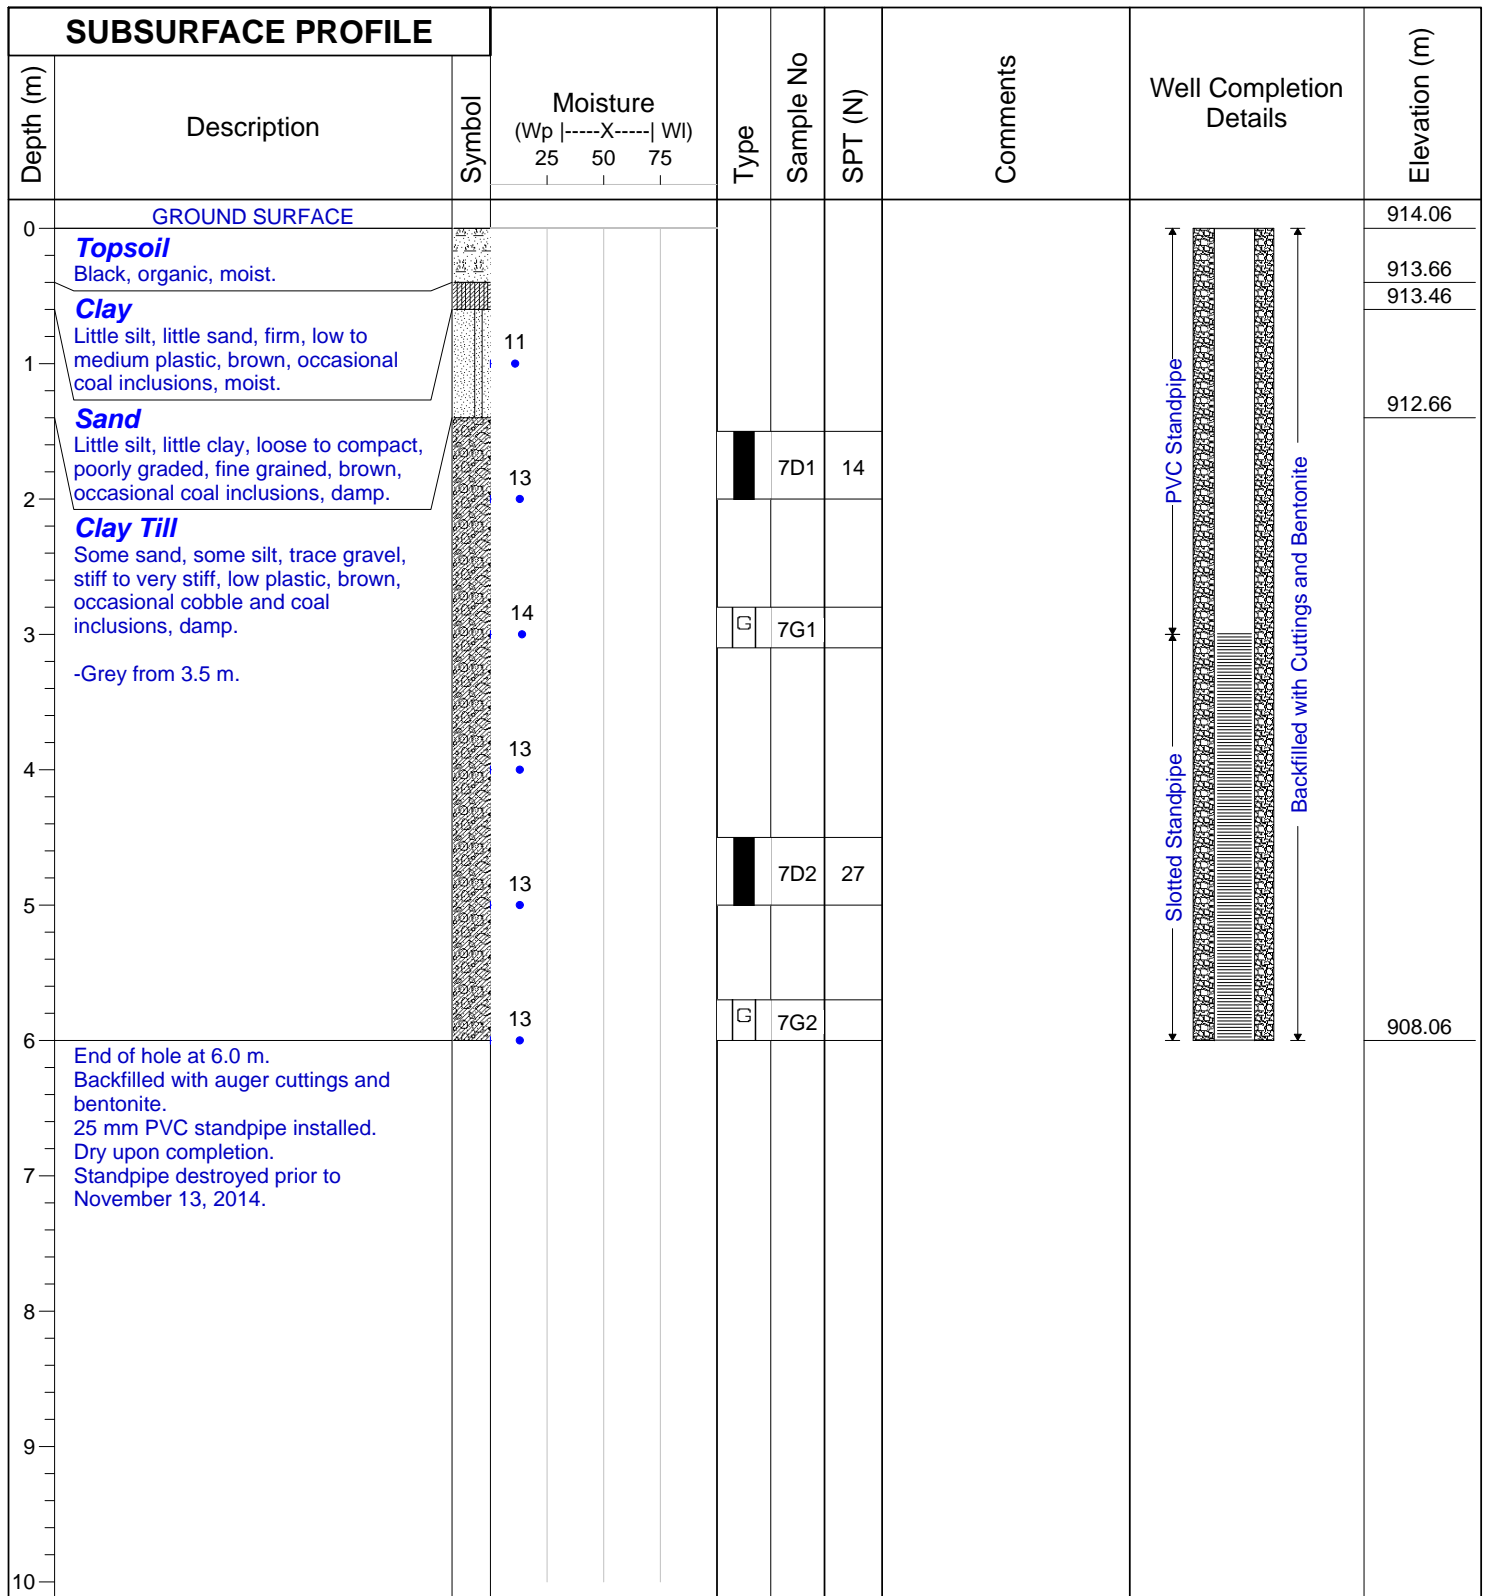 SUBSURFACE PROFILE
Depth (m)
Description
Symbol
Moisture
(Wp |-----X-----| Wl)
25 50 75
Type
Sample No
SPT (N)
Comments
Well Completion
Details
Elevation (m)
GROUND SURFACE
914.06
0
Topsoil
Black, organic, moist.
913.66
Clay
913.46
Little silt, little sand, firm, low to
medium plastic, brown, occasional
coal inclusions, moist.
11
1
Sand
912.66
Little silt, little clay, loose to compact,
poorly graded, fine grained, brown,
occasional coal inclusions, damp.
7D1 14
13
2
Clay Till
Some sand, some silt, trace gravel,
stiff to very stiff, low plastic, brown,
occasional cobble and coal
inclusions, damp.
14
G 7G1
3
-Grey from 3.5 m.
PVC Standpipe
Backfilled with Cuttings and Bentonite
Slotted Standpipe
13
4
7D2 27
13
5
G 7G2
13
6
908.06
End of hole at 6.0 m.
Backfilled with auger cuttings and
bentonite.
25 mm PVC standpipe installed.
Dry upon completion.
Standpipe destroyed prior to
November 13, 2014.
7
8
9
10